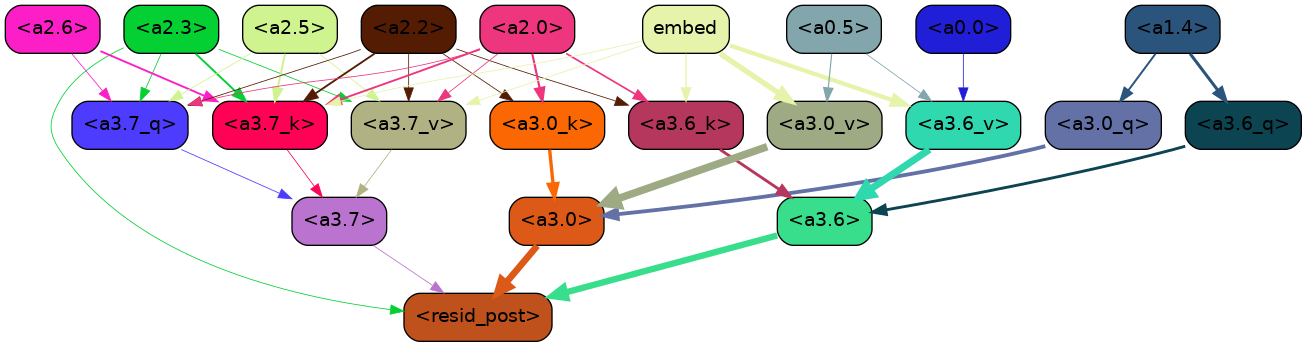 <a2.6> <a2.3> <a2.5> <a2.2> <a2.0> embed <a0.5> <a0.0> <a1.4>
<a3.7_q> <a3.7_k> <a3.7_v> <a3.0_k> <a3.6_k> <a3.0_v> <a3.6_v> <a3.0_q> <a3.6_q>
<a3.7> <a3.0> <a3.6>
<resid_post>